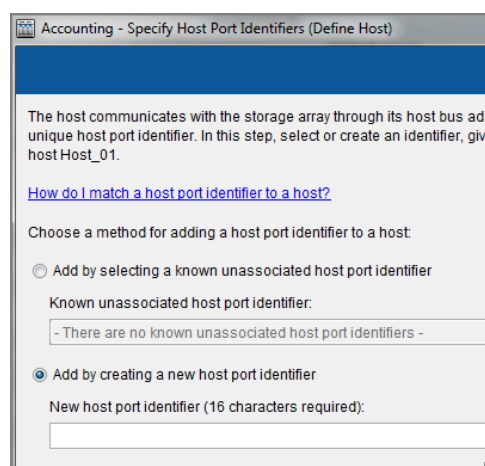 Accounting - Specify Host Port Identifiers (Define Host)
The host communicates with the storage array through its host bus ad
unique host port identifier. In this step, select or create an identifier, giv
host Host_01.
How do I match a host port identifier to a host?
Choose a method for adding a host port identifier to a host:
Add by selecting a known unassociated host port identifier
Known unassociated host port identifier:
- There are no known unassociated host port identifiers -
Add by creating a new host port identifier
New host port identifier (16 characters required):